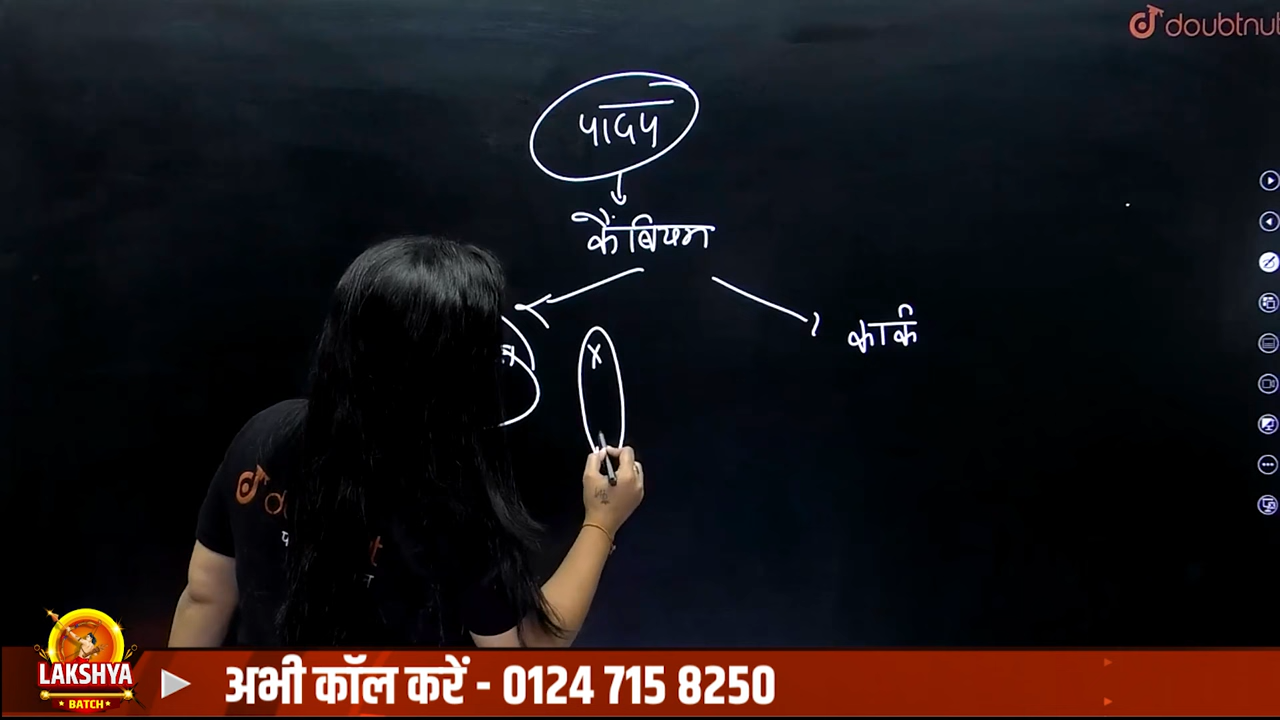 doubtnut
पादप
कैंबियम
कार्क
X
LAKSHYA
BATCH
अभी कॉल करें - 0124 715 8250